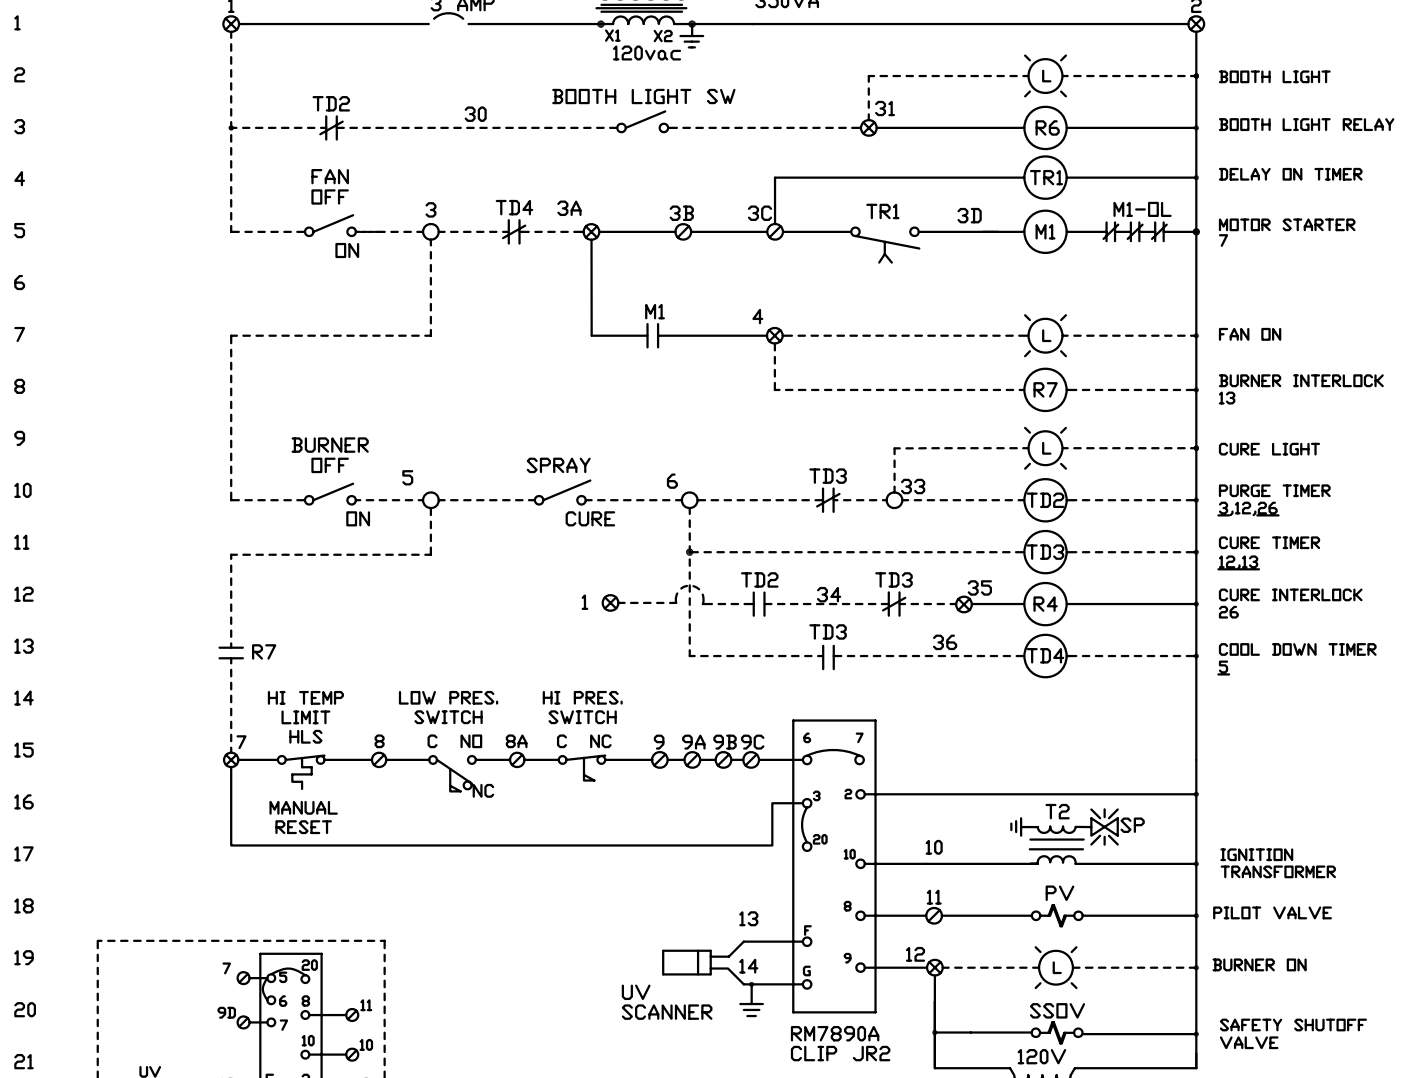 1 3 AMP 350VA 2
1
X1 X2
120vac
2 L BOOTH LIGHT
TD2 30 BOOTH LIGHT SW 31
3 R6 BOOTH LIGHT RELAY
4 FAN TR1 DELAY ON TIMER
OFF
3 TD4 3A 3B 3C TR1 3D M1-OL
5 M1 MOTOR STARTER
ON 7
6
M1 4
7 L FAN ON
8 R7 BURNER INTERLOCK
13
9 BURNER L CURE LIGHT
OFF 5 SPRAY 6 TD3 33
10 TD2 PURGE TIMER
ON CURE 3,12,26
11 TD3 CURE TIMER
12,13
TD2 TD3 35
12 1 34 R4 CURE INTERLOCK
26
TD3 36
13 R7 TD4 COOL DOWN TIMER
5
14 HI TEMP LOW PRES. HI PRES.
LIMIT SWITCH SWITCH
HLS
15 7 8 C NO 8A C NC 9 9A 9B 9C 6 7
NC
16 MANUAL 3 2
RESET
T2 SP
20
17 10 10 IGNITION
TRANSFORMER
18 8 11 PV PILOT VALVE
13 F
19 14 G 9 12 L BURNER ON
UV
SCANNER
7 5 20
6 8 11
20 9D 7 SSOV SAFETY SHUTOFF
VALVE
RM7890A
CLIP JR2
10 10
21 120V
UV